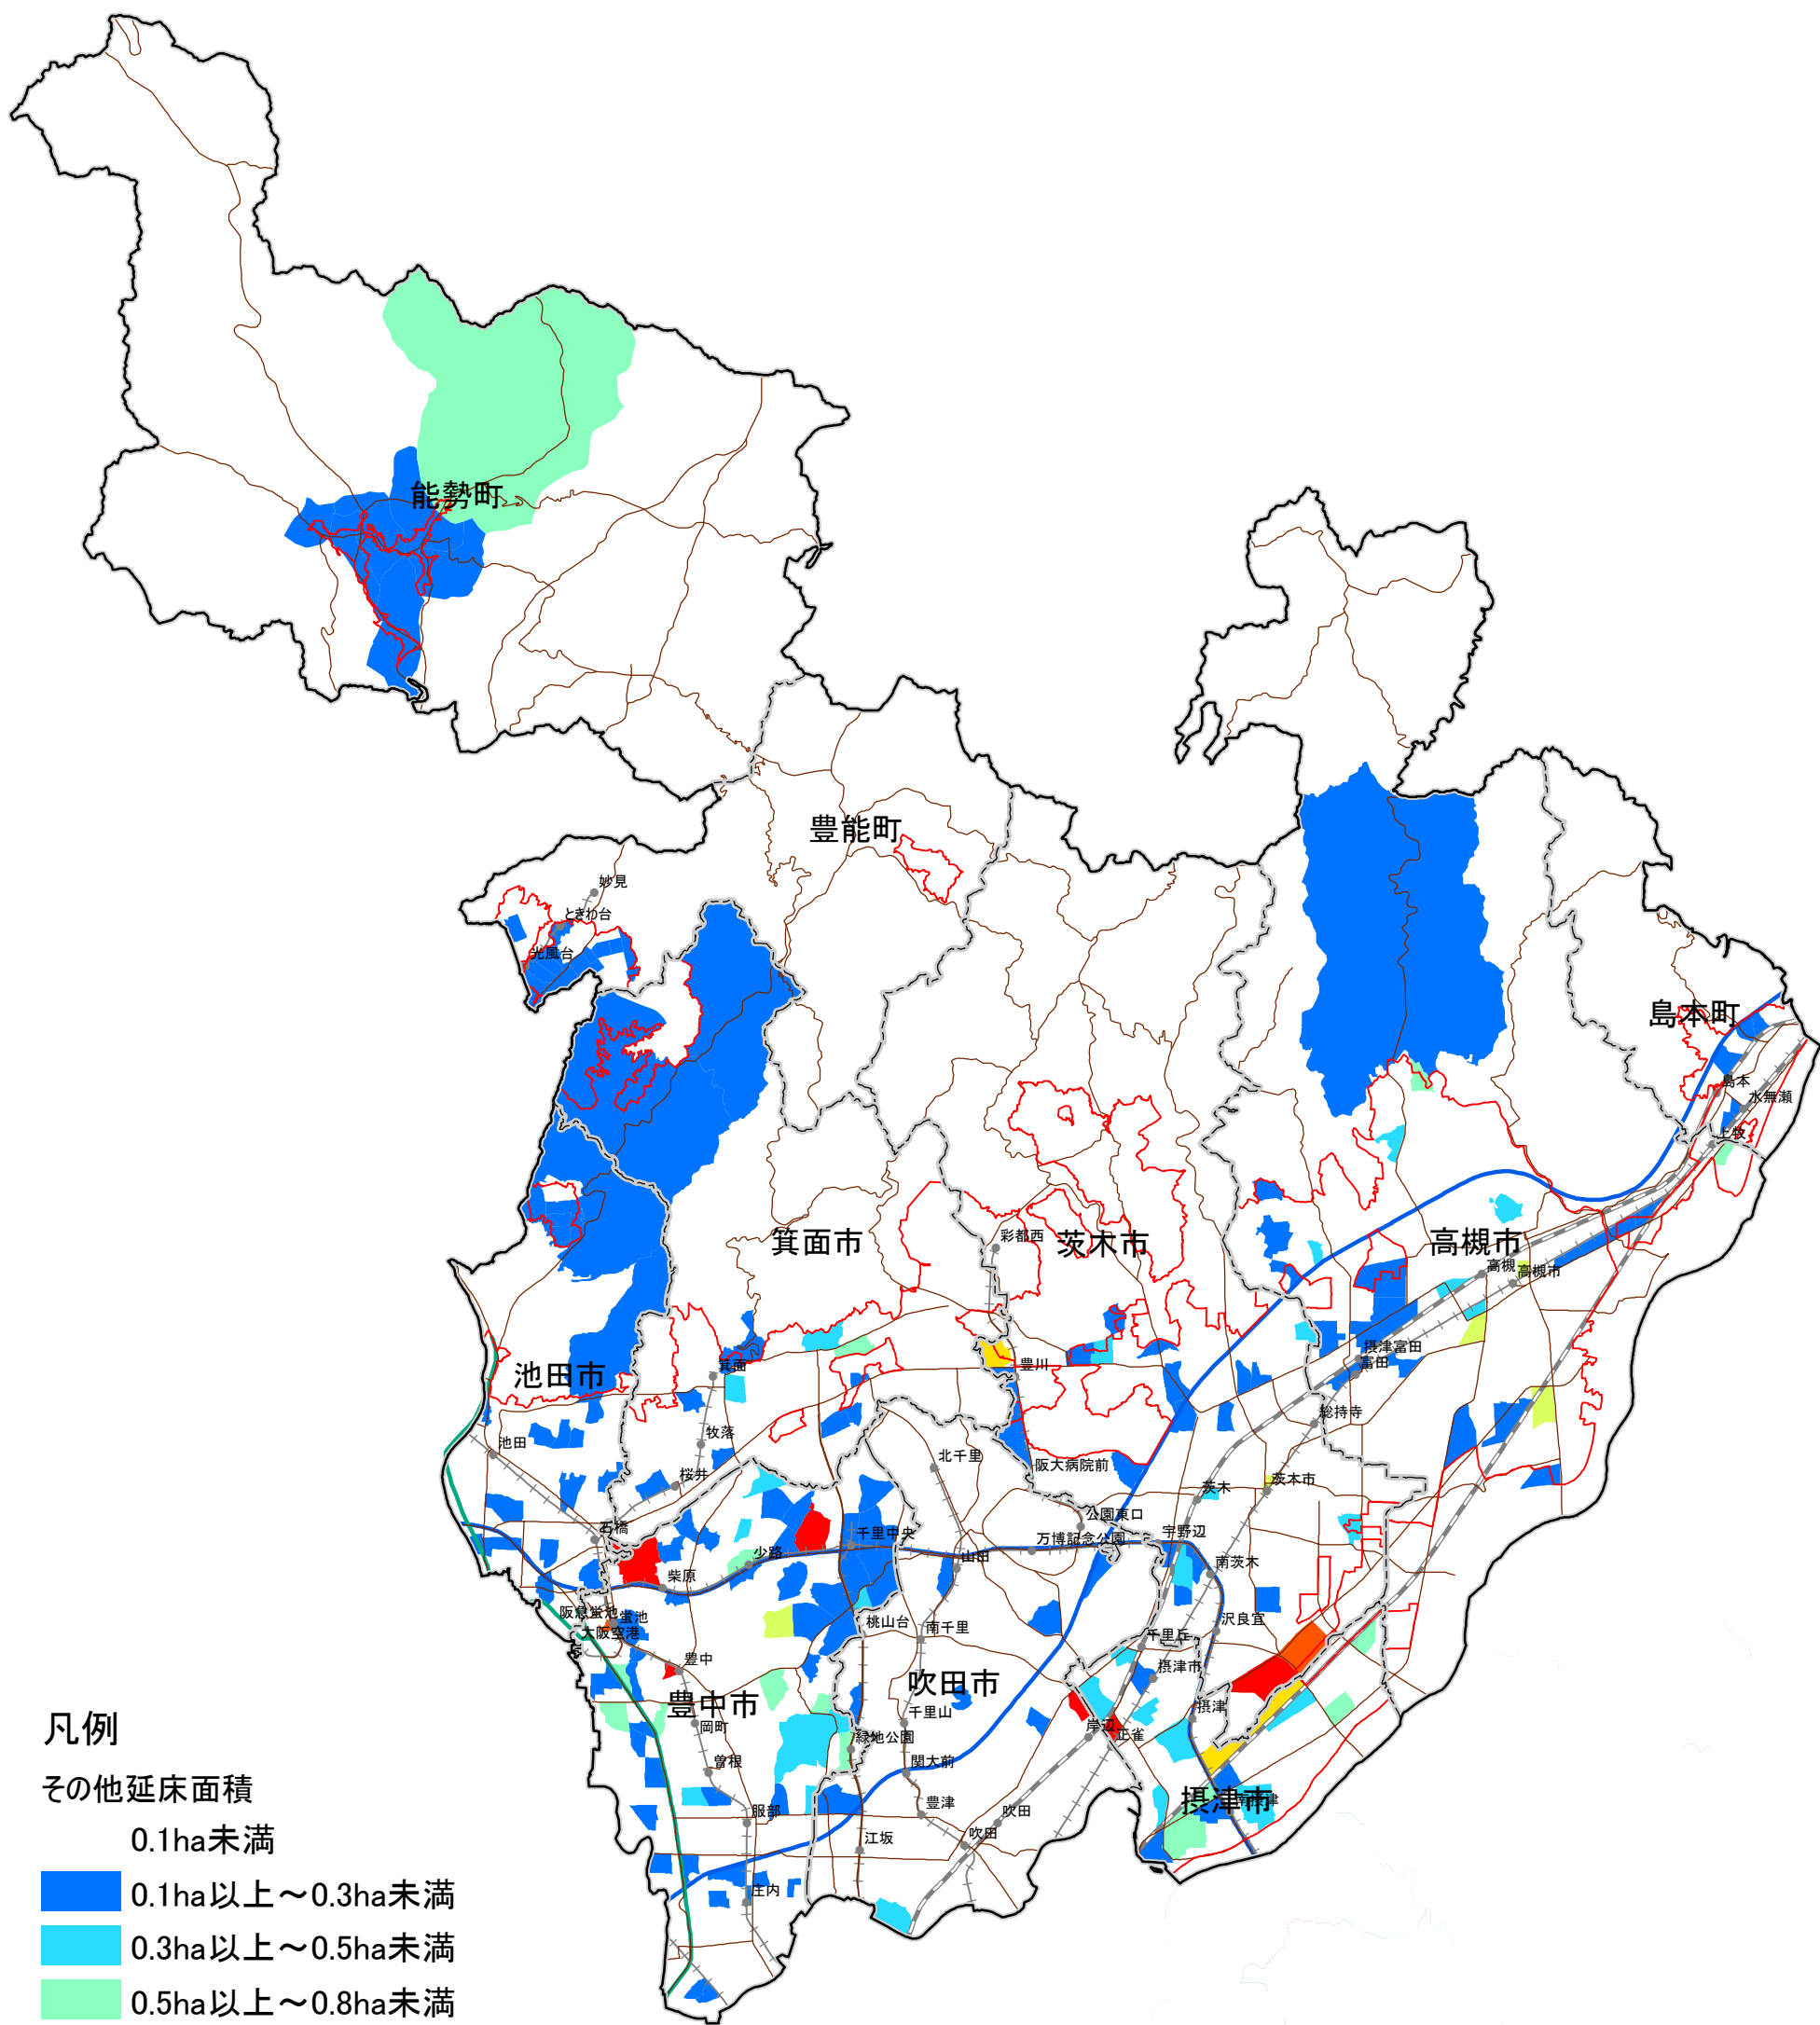 能勢町
豊能町
妙見
ときわ台
光風台
島本町
島本
水無瀬
上牧
箕面市
彩都西
茨木市
高槻市
高槻
高槻市
池田市
箕面
豊川
摂津富田
富田
総持寺
牧落
池田
北千里
阪大病院前
桜井
茨木市
茨木
公園東口
石橋
千里中央
万博記念公園
宇野辺
少路
山田
南茨木
柴原
阪急蛍池
蛍池
大阪空港
桃山台
南千里
沢良宜
千里丘
豊中
摂津市
吹田市
豊中市
岡町
千里山
摂津
岸辺
正雀
緑地公園
曽根
関大前
摂津市
南摂津
服部
豊津
吹田
吹田
江坂
庄内
凡例
その他延床面積
0.1ha未満
0.1ha以上～0.3ha未満
0.3ha以上～0.5ha未満
0.5ha以上～0.8ha未満